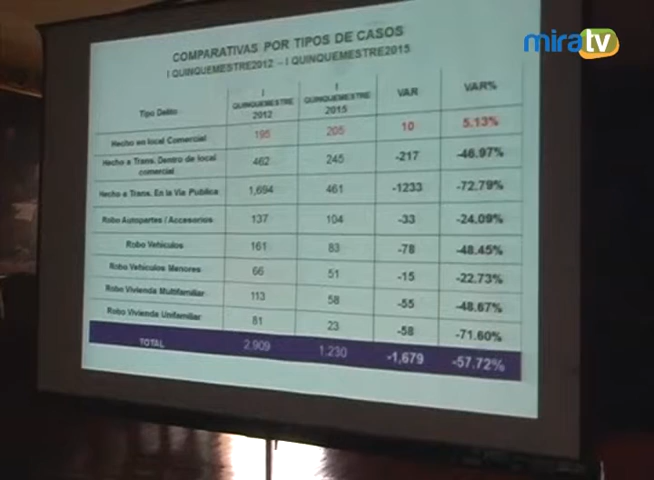 mira tv
COMPARATIVAS POR TIPOS DE CASOS
I QUINQUEMESTRE2012 – I QUINQUEMESTRE2015
Tipo Delito
I QUINQUEMESTRE 2012
I QUINQUEMESTRE 2015
VAR
VAR%
Hecho en local Comercial 195 205 10 5.13%
Hecho a Trans. Dentro de local comercial 462 245 -217 -46.97%
Hecho a Trans. En la Via Publica 1,694 461 -1233 -72.79%
Robo Autopartes / Accesorios 137 104 -33 -24.09%
Robo Vehículos 161 83 -78 -48.45%
Robo Vehículos Menores 66 51 -15 -22.73%
Robo Vivienda Multifamiliar 113 58 -55 -48.67%
Robo Vivienda Unifamiliar 81 23 -58 -71.60%
TOTAL 2.909 1.230 -1,679 -57.72%